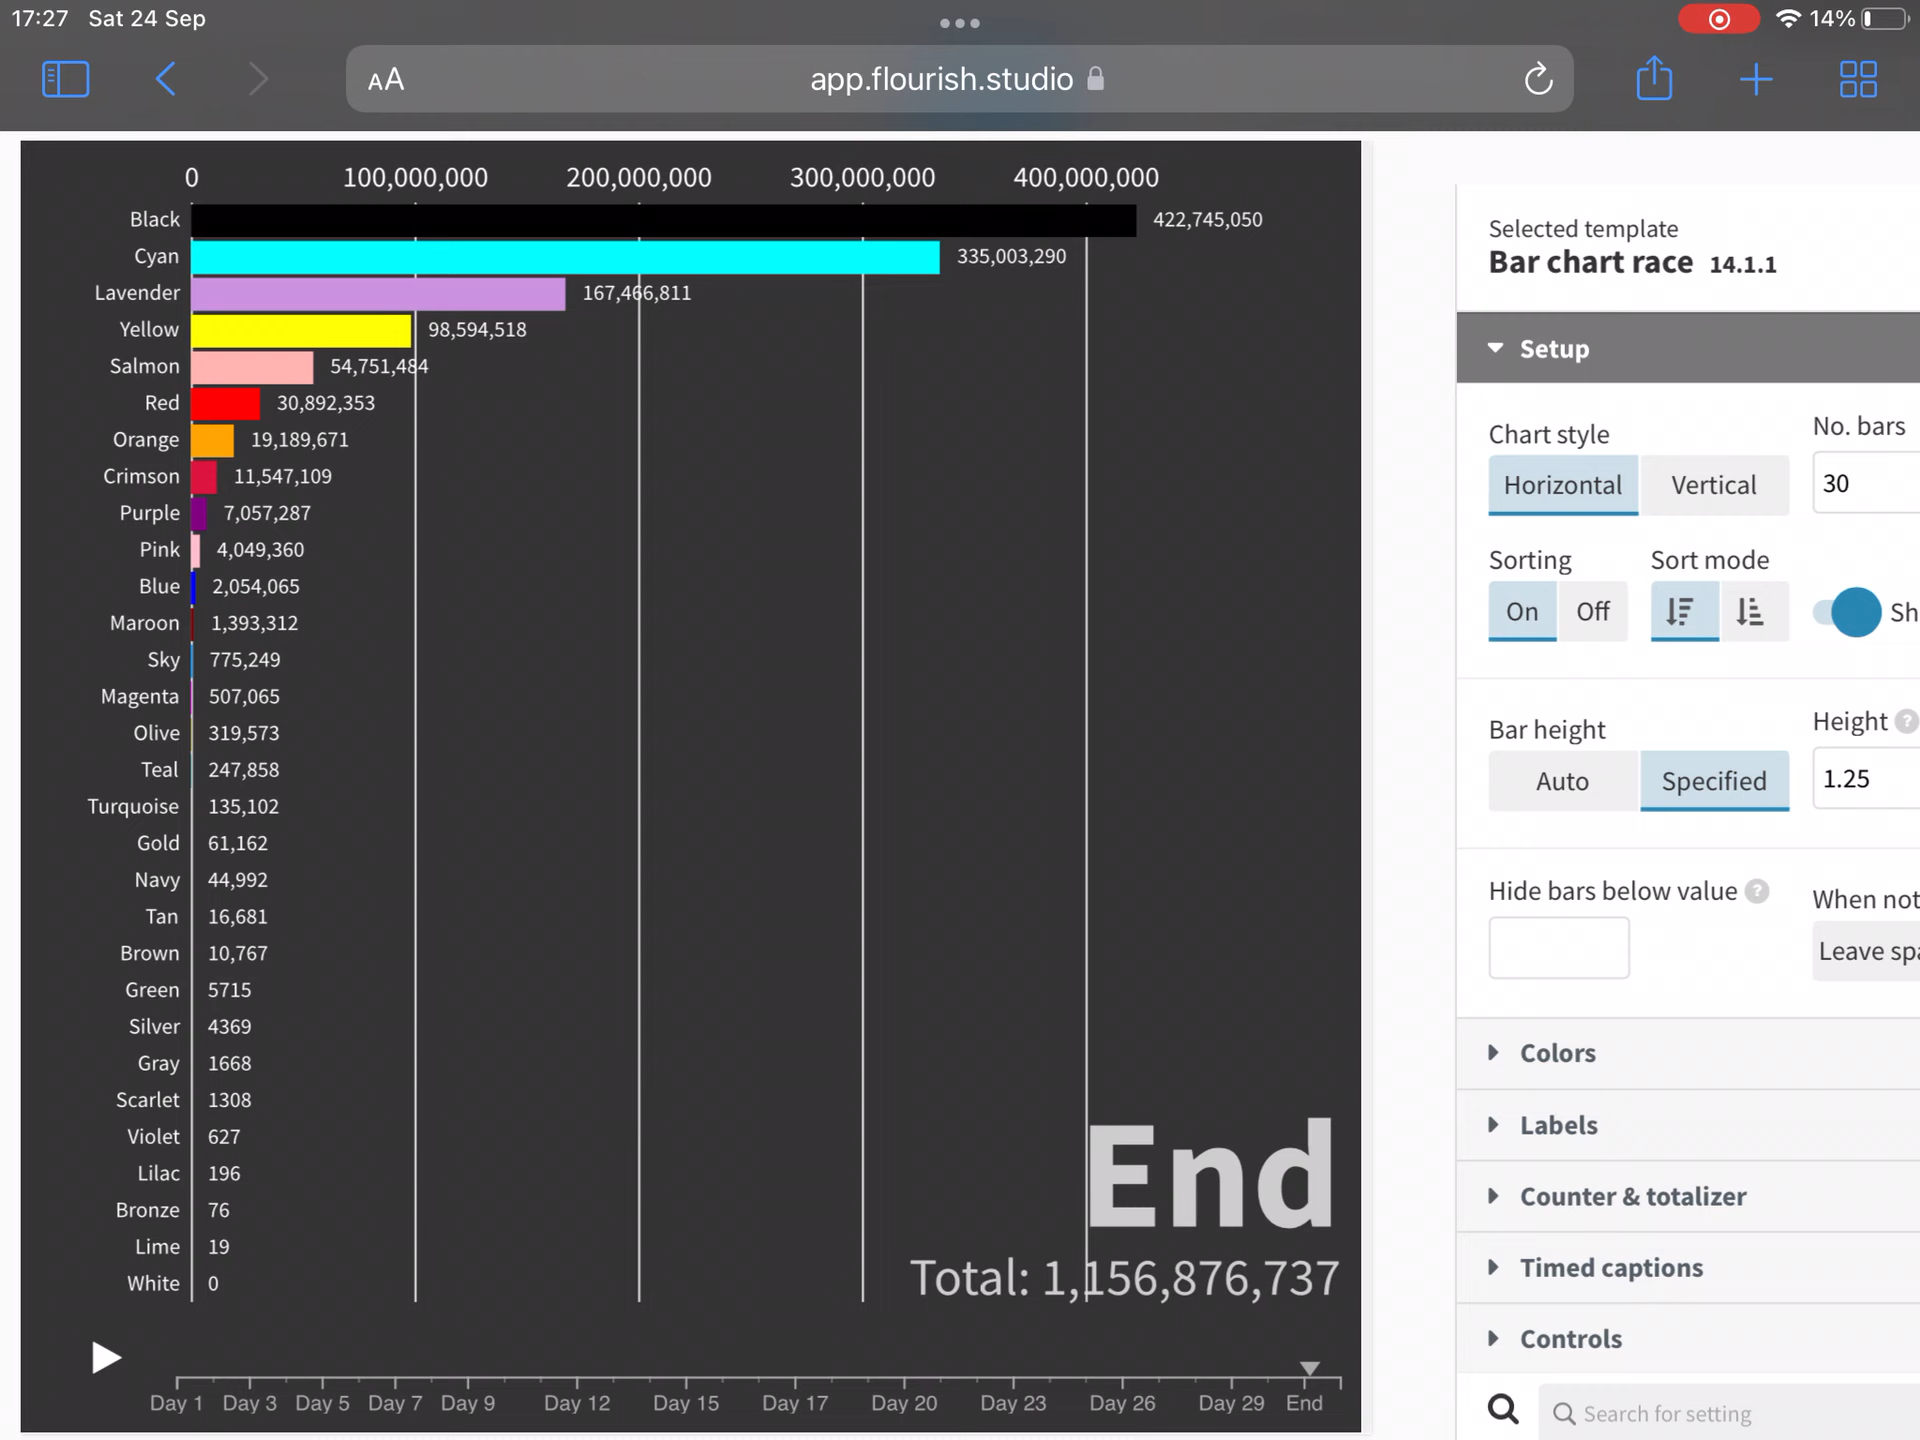 17:27 Sat 24 Sep
14%
AA app.flourish.studio
0 100,000,000 200,000,000 300,000,000 400,000,000
Black 422,745,050
Cyan 335,003,290
Lavender 167,466,811
Yellow 98,594,518
Salmon 54,751,484
Red 30,892,353
Orange 19,189,671
Crimson 11,547,109
Purple 7,057,287
Pink 4,049,360
Blue 2,054,065
Maroon 1,393,312
Sky 775,249
Magenta 507,065
Olive 319,573
Teal 247,858
Turquoise 135,102
Gold 61,162
Navy 44,992
Tan 16,681
Brown 10,767
Green 5715
Silver 4369
Gray 1668
Scarlet 1308
Violet 627
Lilac 196
Bronze 76
Lime 19
White 0
End
Total: 1,156,876,737
Day 1 Day 3 Day 5 Day 7 Day 9 Day 12 Day 15 Day 17 Day 20 Day 23 Day 26 Day 29 End
Selected template
Bar chart race 14.1.1
Setup
Chart style No. bars
Horizontal Vertical 30
Sorting Sort mode
On Off Sh
Bar height Height ?
Auto Specified 1.25
Hide bars below value ? When not
Leave spa
Colors
Labels
Counter & totalizer
Timed captions
Controls
Search for setting